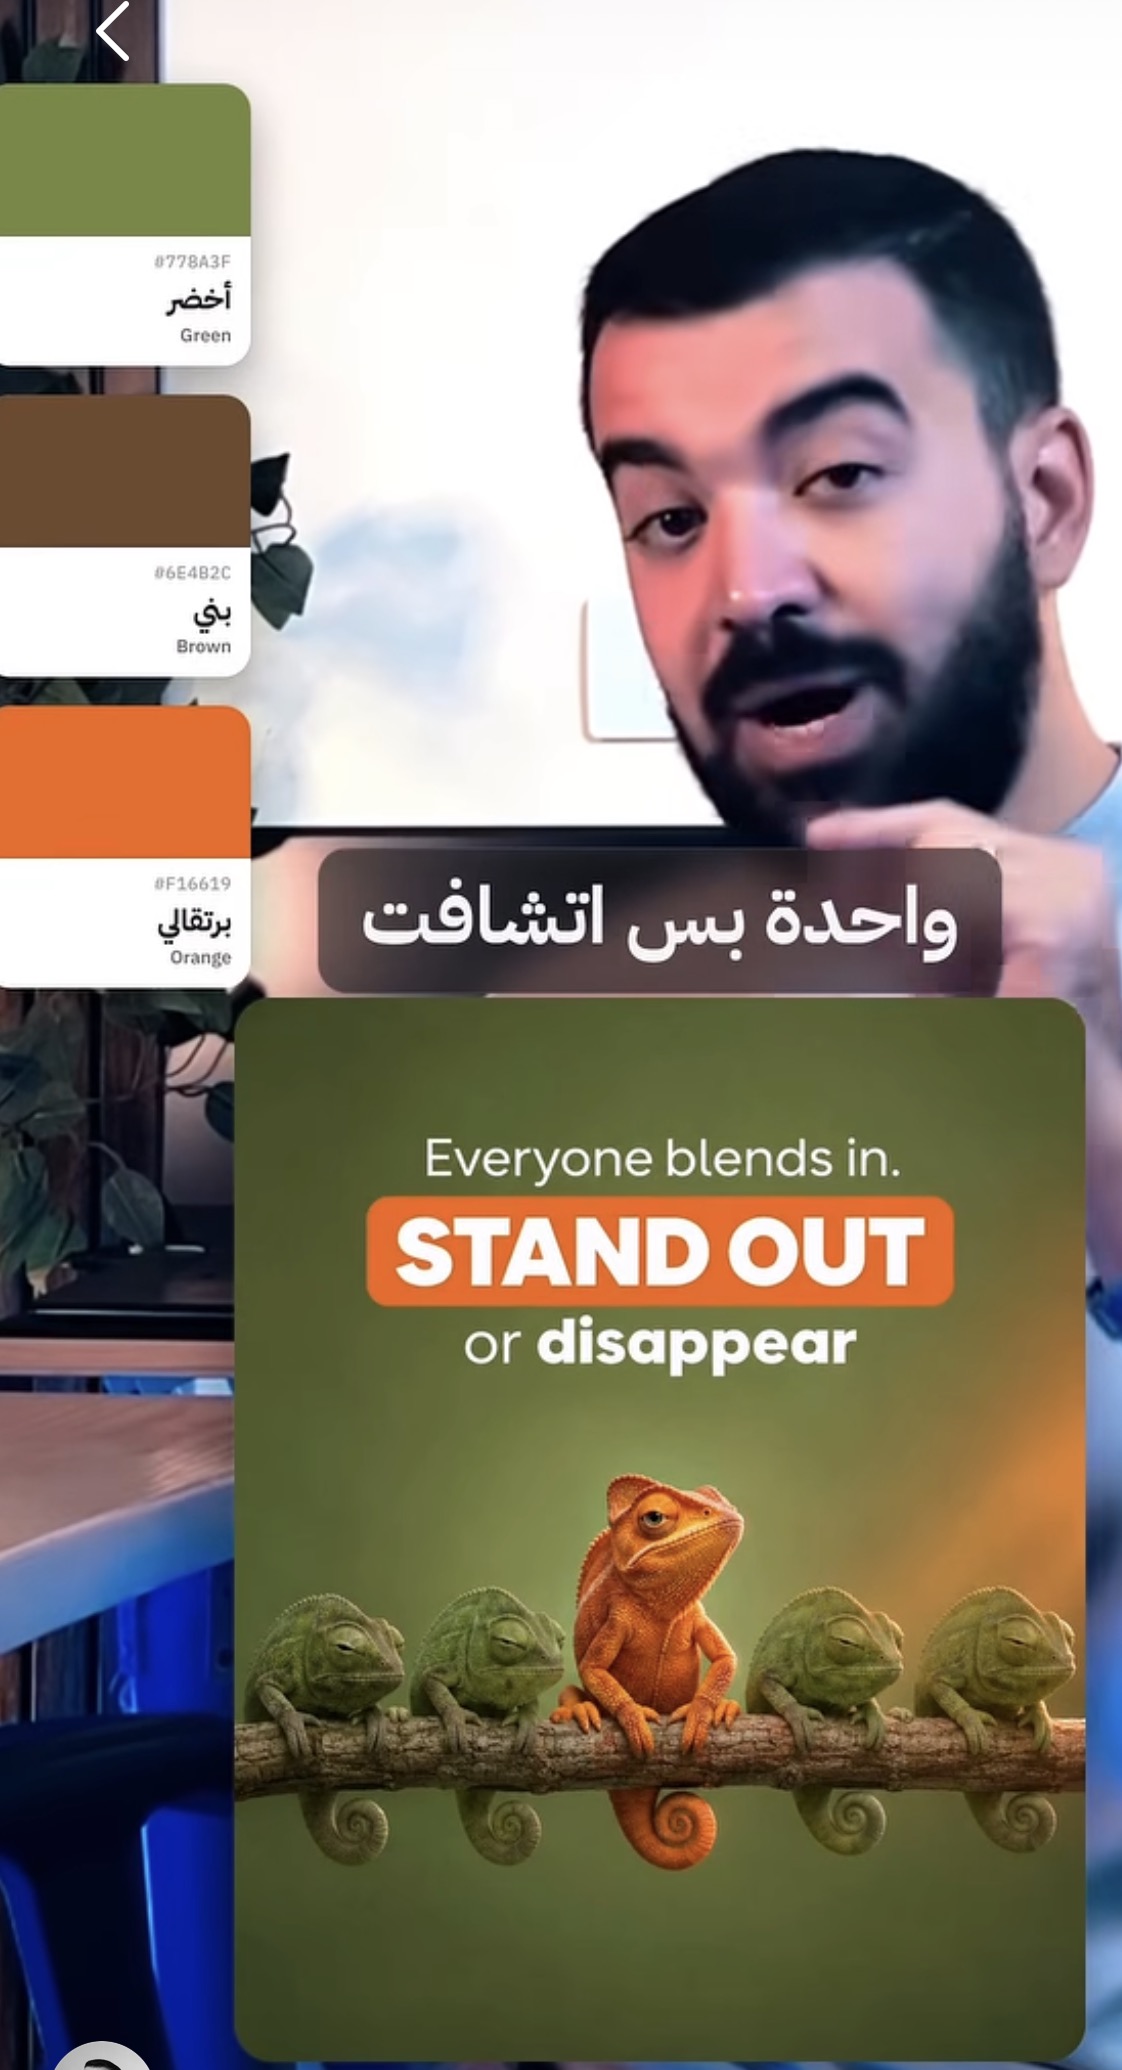 #778A3F
أخضر
Green
#6E4B2C
بني
Brown
#F16619
برتقالي
Orange
واحدة بس اتشافت
Everyone blends in.
STAND OUT
or disappear